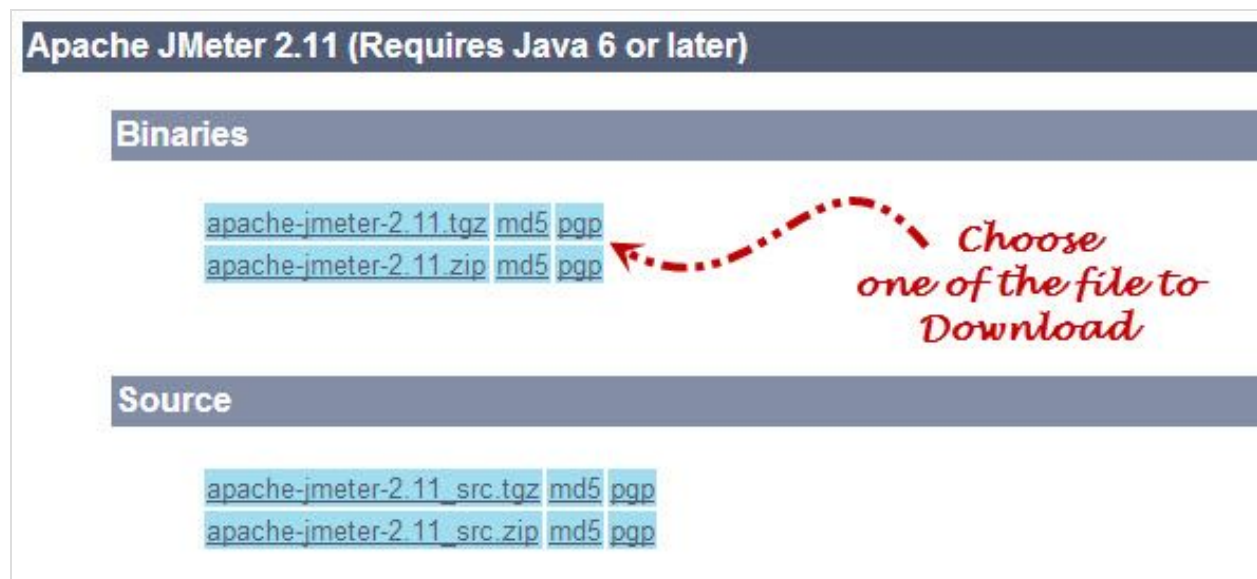 Apache JMeter 2.11 (Requires Java 6 or later)
Binaries
apache-jmeter-2.11.tgz md5 pgp
apache-jmeter-2.11.zip md5 pgp
Choose
one of the file to
Download
Source
apache-jmeter-2.11_src.tgz md5 pgp
apache-jmeter-2.11_src.zip md5 pgp